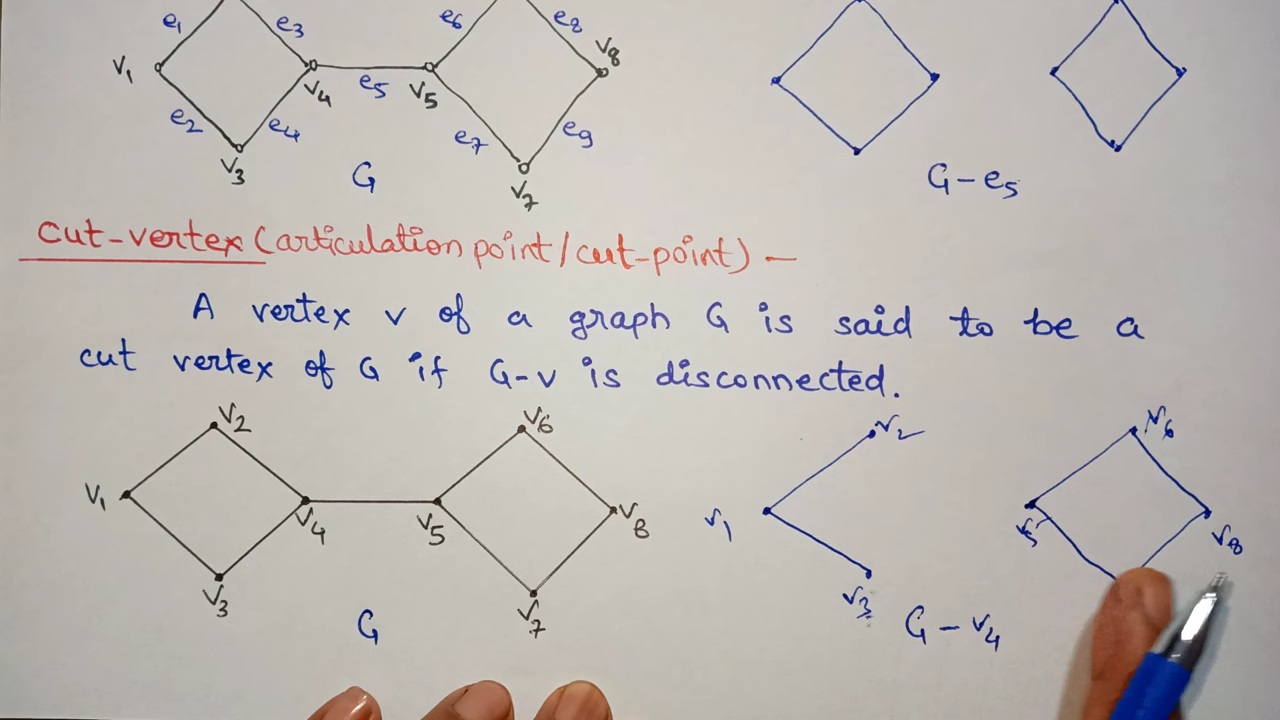 e1 e3 e6 e8
v1 v4 e5 v5 v8
e2 e4 e7 e9
v3 G v7 G-e5
cut-vertex (articulation point/cut-point) -
A vertex v of a graph G is said to be a
cut vertex of G if G-v is disconnected.
v2 v6 v2 v6
v1 v4 v5 v8 v1 v5 v8
v3 v7 v3
G G-v4